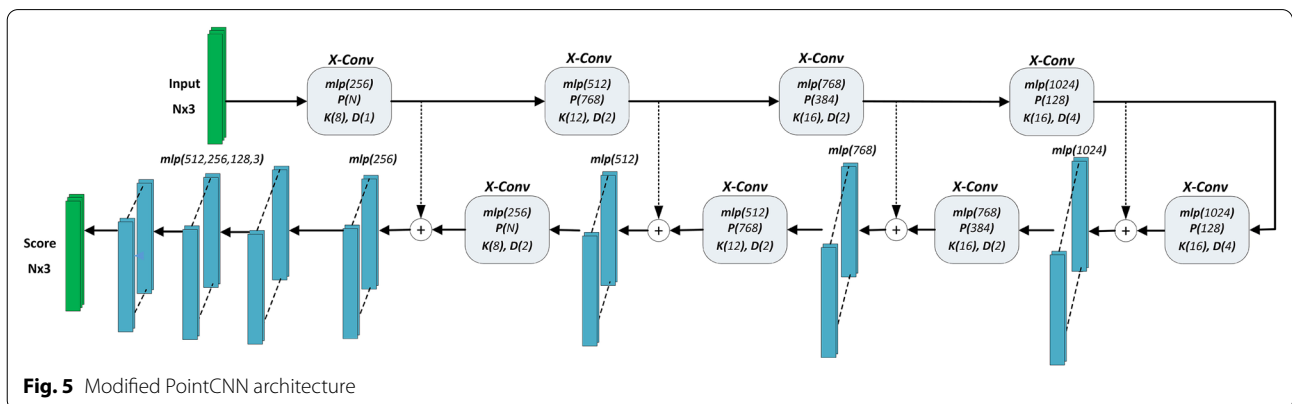 X-Conv
X-Conv
X-Conv
X-Conv
Input
Nx3
mlp(256)
P(N)
K(8), D(1)
mlp(512)
P(768)
K(12), D(2)
mlp(768)
P(384)
K(16), D(2)
mlp(1024)
P(128)
K(16), D(4)
mlp(512,256,128,3)
mlp(256)
mlp(512)
mlp(768)
mlp(1024)
X-Conv
X-Conv
X-Conv
X-Conv
Score
Nx3
+
mlp(256)
P(N)
K(8), D(2)
+
mlp(512)
P(768)
K(12), D(2)
+
mlp(768)
P(384)
K(16), D(2)
+
mlp(1024)
P(128)
K(16), D(4)
Fig. 5 Modified PointCNN architecture